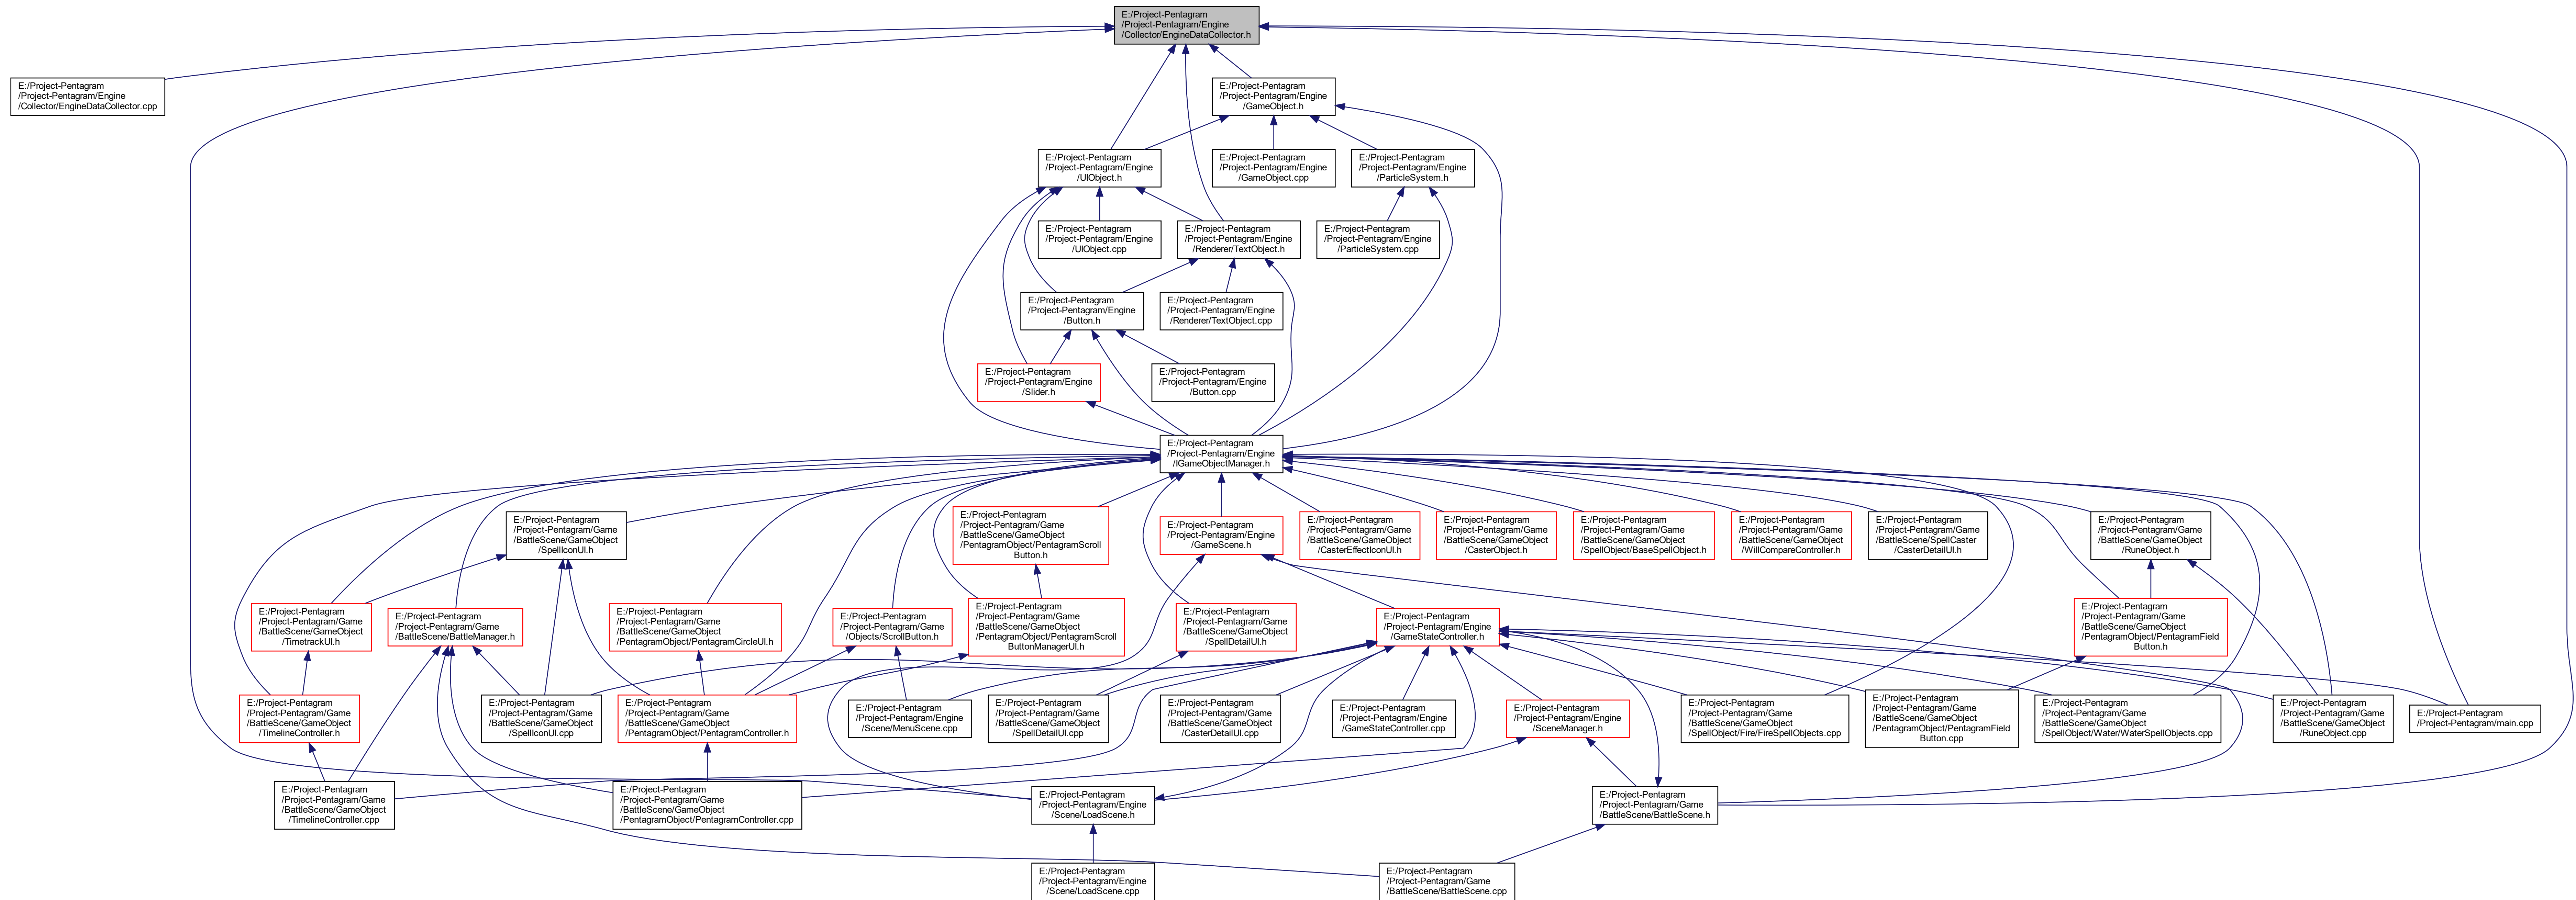 E:/Project-Pentagram
/Project-Pentagram/Engine
/Collector/EngineDataCollector.h
E:/Project-Pentagram
/Project-Pentagram/Engine
/Collector/EngineDataCollector.cpp
E:/Project-Pentagram
/Project-Pentagram/Engine
/GameObject.h
E:/Project-Pentagram
/Project-Pentagram/Engine
/UIObject.h
E:/Project-Pentagram
/Project-Pentagram/Engine
/GameObject.cpp
E:/Project-Pentagram
/Project-Pentagram/Engine
/ParticleSystem.h
E:/Project-Pentagram
/Project-Pentagram/Engine
/UIObject.cpp
E:/Project-Pentagram
/Project-Pentagram/Engine
/Renderer/TextObject.h
E:/Project-Pentagram
/Project-Pentagram/Engine
/ParticleSystem.cpp
E:/Project-Pentagram
/Project-Pentagram/Engine
/Button.h
E:/Project-Pentagram
/Project-Pentagram/Engine
/Renderer/TextObject.cpp
E:/Project-Pentagram
/Project-Pentagram/Engine
/Slider.h
E:/Project-Pentagram
/Project-Pentagram/Engine
/Button.cpp
E:/Project-Pentagram
/Project-Pentagram/Engine
/IGameObjectManager.h
E:/Project-Pentagram
/Project-Pentagram/Game
/BattleScene/GameObject
/SpellIconUI.h
E:/Project-Pentagram
/Project-Pentagram/Game
/BattleScene/GameObject
/PentagramObject/PentagramScroll
Button.h
E:/Project-Pentagram
/Project-Pentagram/Engine
/GameScene.h
E:/Project-Pentagram
/Project-Pentagram/Game
/BattleScene/GameObject
/CasterEffectIconUI.h
E:/Project-Pentagram
/Project-Pentagram/Game
/BattleScene/GameObject
/CasterObject.h
E:/Project-Pentagram
/Project-Pentagram/Game
/BattleScene/GameObject
/SpellObject/BaseSpellObject.h
E:/Project-Pentagram
/Project-Pentagram/Game
/BattleScene/GameObject
/WillCompareController.h
E:/Project-Pentagram
/Project-Pentagram/Game
/BattleScene/SpellCaster
/CasterDetailUI.h
E:/Project-Pentagram
/Project-Pentagram/Game
/BattleScene/GameObject
/RuneObject.h
E:/Project-Pentagram
/Project-Pentagram/Game
/BattleScene/GameObject
/TimetrackUI.h
E:/Project-Pentagram
/Project-Pentagram/Game
/BattleScene/BattleManager.h
E:/Project-Pentagram
/Project-Pentagram/Game
/BattleScene/GameObject
/PentagramObject/PentagramCircleUI.h
E:/Project-Pentagram
/Project-Pentagram/Game
/Objects/ScrollButton.h
E:/Project-Pentagram
/Project-Pentagram/Game
/BattleScene/GameObject
/PentagramObject/PentagramScroll
ButtonManagerUI.h
E:/Project-Pentagram
/Project-Pentagram/Game
/BattleScene/GameObject
/SpellDetailUI.h
E:/Project-Pentagram
/Project-Pentagram/Engine
/GameStateController.h
E:/Project-Pentagram
/Project-Pentagram/Game
/BattleScene/GameObject
/PentagramObject/PentagramField
Button.h
E:/Project-Pentagram
/Project-Pentagram/Game
/BattleScene/GameObject
/TimelineController.h
E:/Project-Pentagram
/Project-Pentagram/Game
/BattleScene/GameObject
/SpellIconUI.cpp
E:/Project-Pentagram
/Project-Pentagram/Game
/BattleScene/GameObject
/PentagramObject/PentagramController.h
E:/Project-Pentagram
/Project-Pentagram/Engine
/Scene/MenuScene.cpp
E:/Project-Pentagram
/Project-Pentagram/Game
/BattleScene/GameObject
/SpellDetailUI.cpp
E:/Project-Pentagram
/Project-Pentagram/Game
/BattleScene/GameObject
/CasterDetailUI.cpp
E:/Project-Pentagram
/Project-Pentagram/Engine
/GameStateController.cpp
E:/Project-Pentagram
/Project-Pentagram/Engine
/SceneManager.h
E:/Project-Pentagram
/Project-Pentagram/Game
/BattleScene/GameObject
/SpellObject/Fire/FireSpellObjects.cpp
E:/Project-Pentagram
/Project-Pentagram/Game
/BattleScene/GameObject
/PentagramObject/PentagramField
Button.cpp
E:/Project-Pentagram
/Project-Pentagram/Game
/BattleScene/GameObject
/SpellObject/Water/WaterSpellObjects.cpp
E:/Project-Pentagram
/Project-Pentagram/Game
/BattleScene/GameObject
/RuneObject.cpp
E:/Project-Pentagram
/Project-Pentagram/main.cpp
E:/Project-Pentagram
/Project-Pentagram/Game
/BattleScene/GameObject
/TimelineController.cpp
E:/Project-Pentagram
/Project-Pentagram/Game
/BattleScene/GameObject
/PentagramObject/PentagramController.cpp
E:/Project-Pentagram
/Project-Pentagram/Engine
/Scene/LoadScene.h
E:/Project-Pentagram
/Project-Pentagram/Game
/BattleScene/BattleScene.h
E:/Project-Pentagram
/Project-Pentagram/Engine
/Scene/LoadScene.cpp
E:/Project-Pentagram
/Project-Pentagram/Game
/BattleScene/BattleScene.cpp